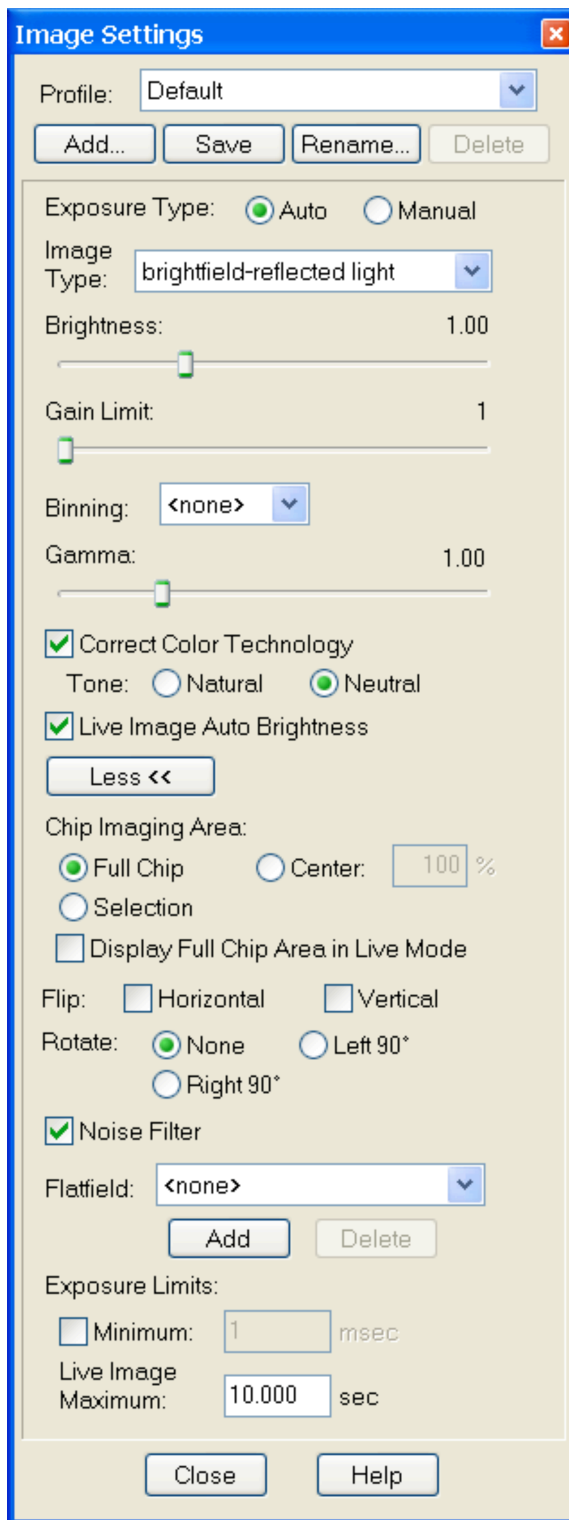 Image Settings
Profile: Default
Add... Save Rename... Delete
Exposure Type: Auto Manual
Image
Type: brightfield-reflected light
Brightness: 1.00
Gain Limit: 1
Binning: <none>
Gamma: 1.00
Correct Color Technology
Tone: Natural Neutral
Live Image Auto Brightness
Less <<
Chip Imaging Area:
Full Chip Center: 100 %
Selection
Display Full Chip Area in Live Mode
Flip: Horizontal Vertical
Rotate: None Left 90°
Right 90°
Noise Filter
Flatfield: <none>
Add Delete
Exposure Limits:
Minimum: 1 msec
Live Image
Maximum: 10.000 sec
Close Help